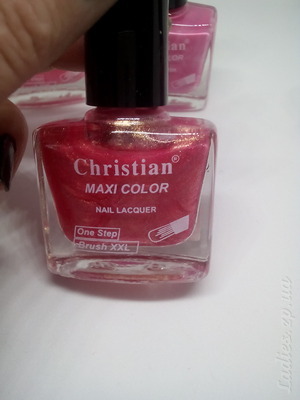 Christian®
MAXI COLOR
NAIL LACQUER
One Step
Brush XXL